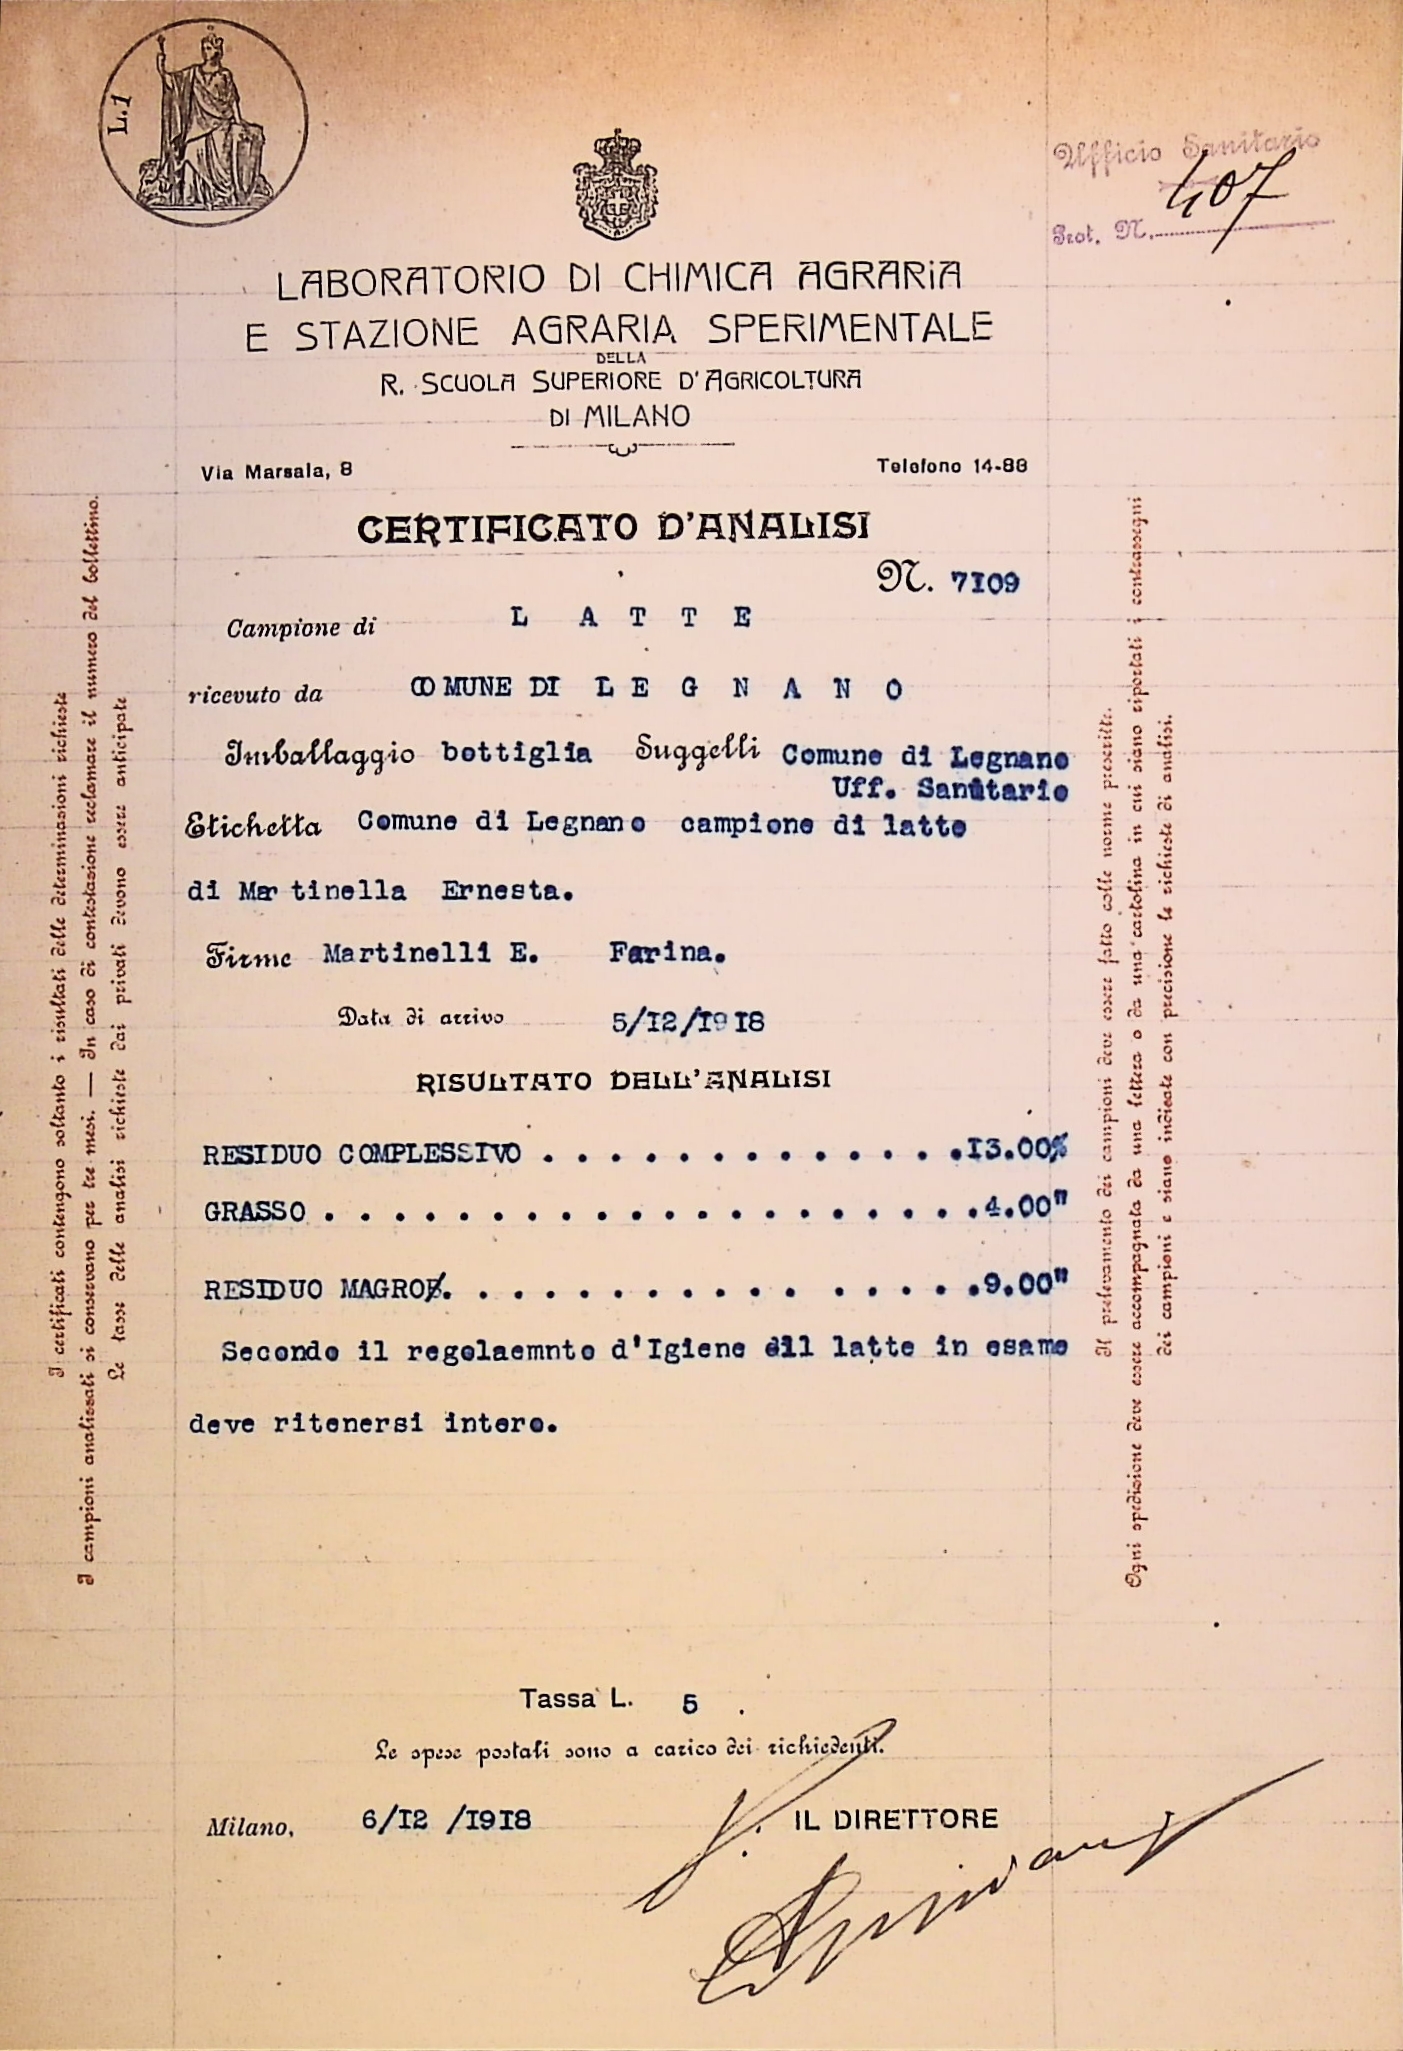 L.1
Ufficio Sanitario
407
Prot. N.
LABORATORIO DI CHIMICA AGRARIA
E STAZIONE AGRARIA SPERIMENTALE
DELLA
R. SCUOLA SUPERIORE D'AGRICOLTURA
DI MILANO
Via Marsala, 8
Telefono 14-88
CERTIFICATO D'ANALISI
N. 7109
Campione di L A T T E
ricevuto da COMUNE DI L E G N A N O
Imballaggio bottiglia Suggelli Comune di Legnano
Uff. Sanitario
Etichetta Comune di Legnano campione di latte
di Martinella Ernesta.
Firme Martinelli E. Farina.
Data di arrivo 5/12/1918
RISULTATO DELL'ANALISI
RESIDUO COMPLESSIVO . . . . . . . . . . . . . .13.00%
GRASSO . . . . . . . . . . . . . . . . . . . .4.00"
RESIDUO MAGRO. . . . . . . . . . . . . . . .9.00"
Secondo il regolaemnto d'Igiene il latte in esame
deve ritenersi intero.
Tassa L. 5
Le spese postali sono a carico dei richiedenti.
Milano, 6/12 /1918
IL DIRETTORE
I certificati contengono soltanto i risultati delle determinazioni richieste
I campioni analizzati si conservano per tre mesi. — In caso di contestazione reclamare il numero del bollettino.
Le tasse delle analisi richieste dai privati devono essere anticipate
Il prelevamento dei campioni deve essere fatto colle norme prescritte.
Ogni spedizione deve essere accompagnata da una lettera o da una cartolina in cui siano riportati i contrassegni
dei campioni e siano indicate con precisione le richieste di analisi.